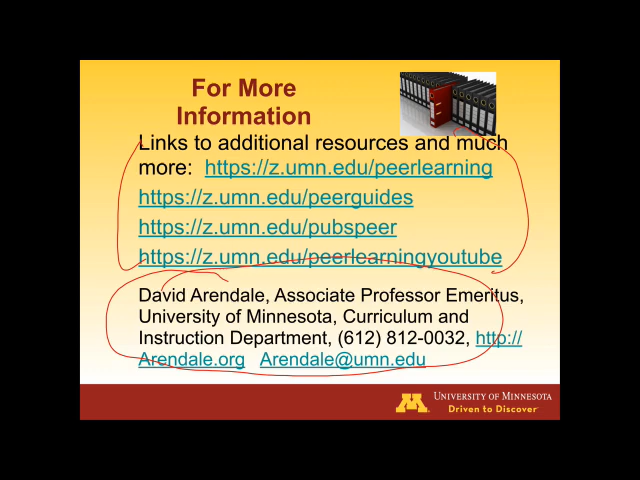 For More
Information
Links to additional resources and much
more: https://z.umn.edu/peerlearning
https://z.umn.edu/peerguides
https://z.umn.edu/pubspeer
https://z.umn.edu/peerlearningyoutube
David Arendale, Associate Professor Emeritus,
University of Minnesota, Curriculum and
Instruction Department, (612) 812-0032, http://
Arendale.org Arendale@umn.edu
UNIVERSITY OF MINNESOTA
Driven to Discover